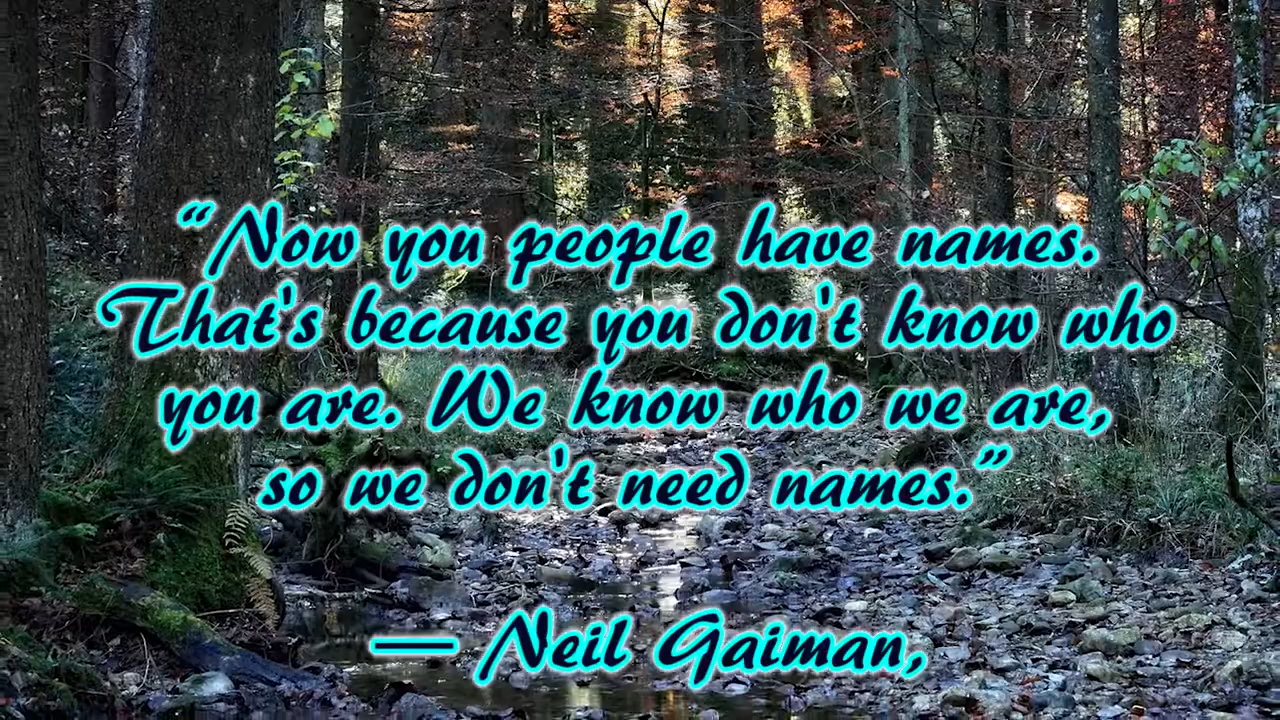 “Now you people have names.
That's because you don't know who
you are. We know who we are,
so we don't need names.”
— Neil Gaiman,